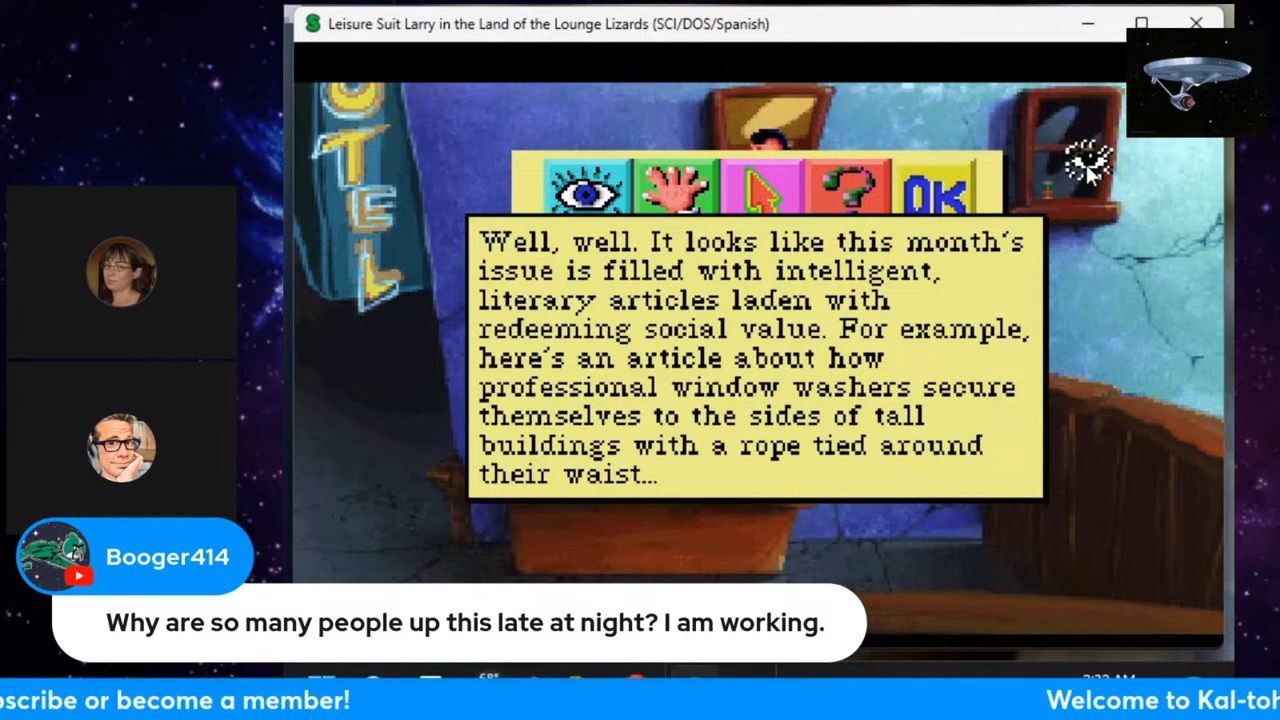 Leisure Suit Larry in the Land of the Lounge Lizards (SCI/DOS/Spanish)
OTEL
OK
Well, well. It looks like this month's
issue is filled with intelligent,
literary articles laden with
redeeming social value. For example,
here's an article about how
professional window washers secure
themselves to the sides of tall
buildings with a rope tied around
their waist...
Booger414
Why are so many people up this late at night? I am working.
68°
scribe or become a member!
Welcome to Kal-toh